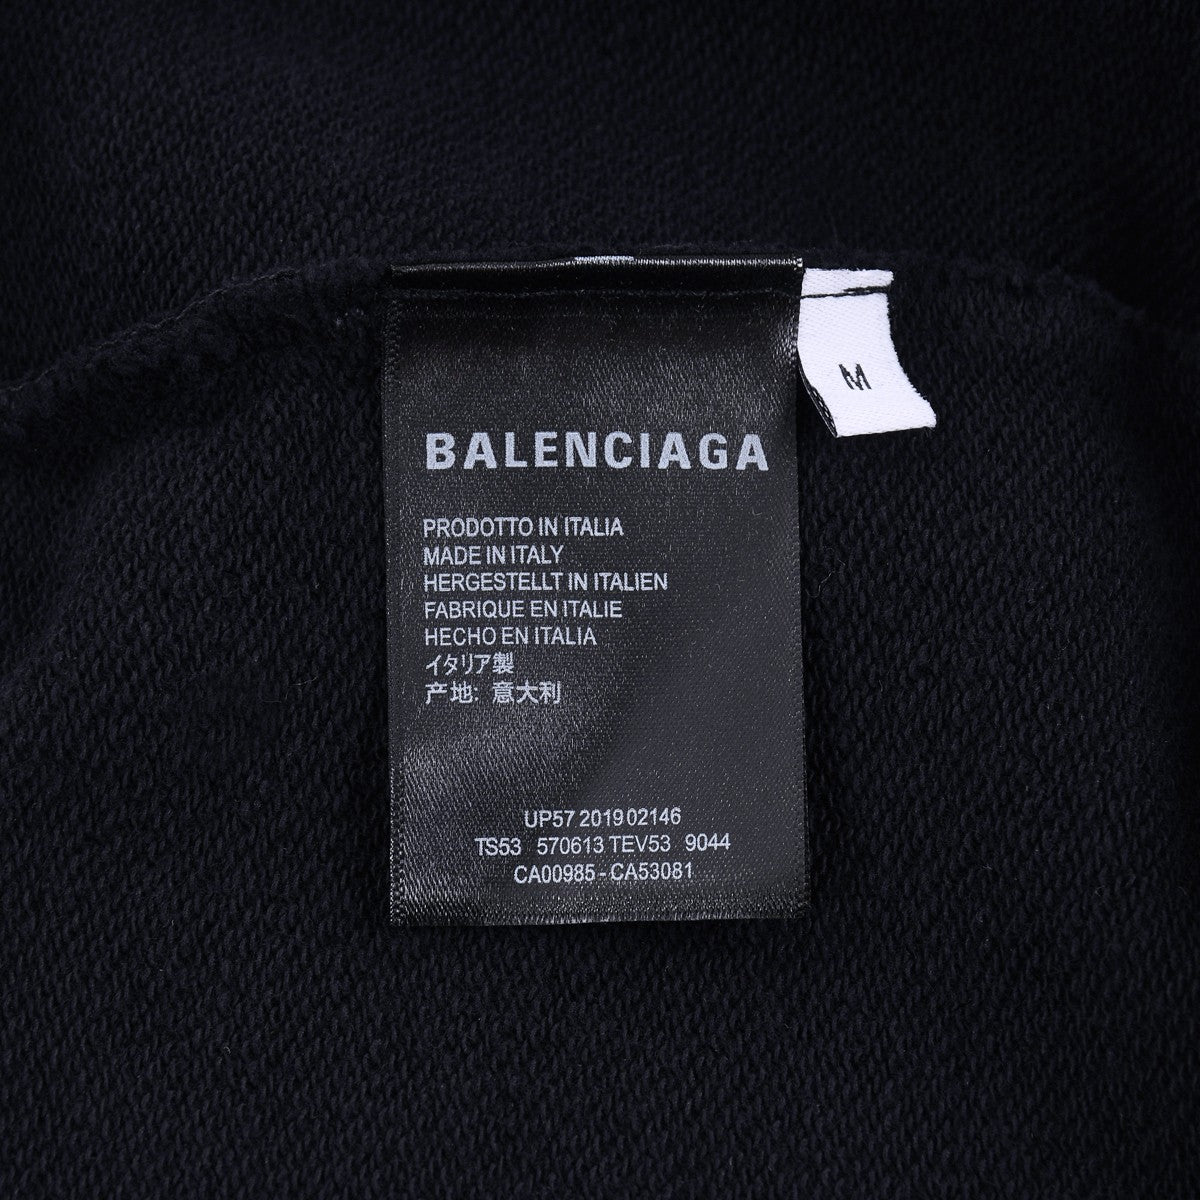 BALENCIAGA
M
PRODOTTO IN ITALIA
MADE IN ITALY
HERGESTELLT IN ITALIEN
FABRIQUE EN ITALIE
HECHO EN ITALIA
イタリア製
产地: 意大利
UP57 2019 02146
TS53 570613 TEV53 9044
CA00985 - CA53081